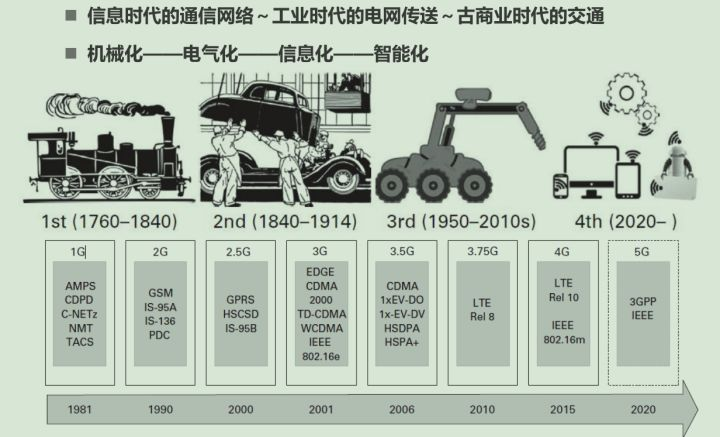 信息时代的通信网络~工业时代的电网传送~古商业时代的交通
机械化——电气化——信息化——智能化
1st (1760–1840)
2nd (1840–1914)
3rd (1950–2010s)
4th (2020– )
1G
AMPS
CDPD
C-NETz
NMT
TACS
2G
GSM
IS-95A
IS-136
PDC
2.5G
GPRS
HSCSD
IS-95B
3G
EDGE
CDMA
2000
TD-CDMA
WCDMA
IEEE
802.16e
3.5G
CDMA
1xEV-DO
1x-EV-DV
HSDPA
HSPA+
3.75G
LTE
Rel 8
4G
LTE
Rel 10
IEEE
802.16m
5G
3GPP
IEEE
1981
1990
2000
2001
2006
2010
2015
2020